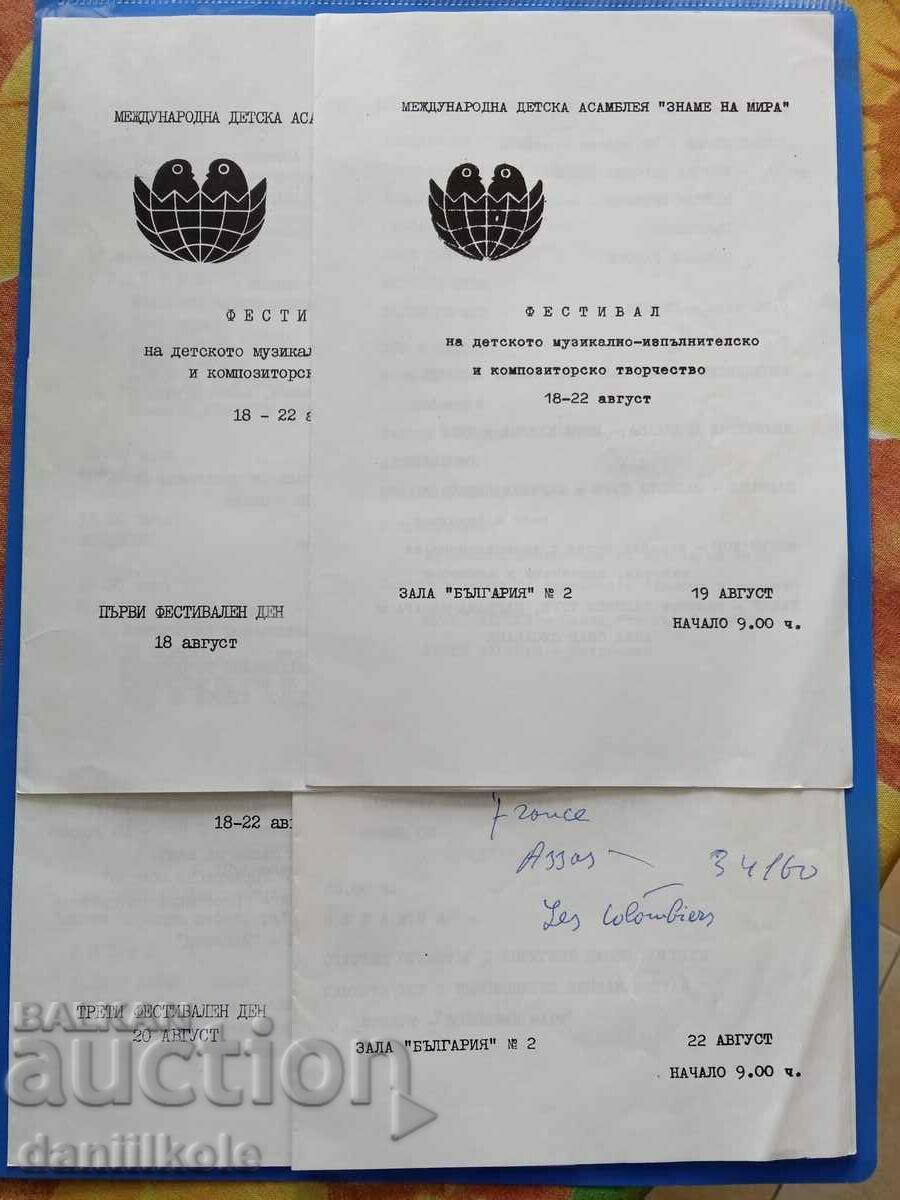 МЕЖДУНАРОДНА ДЕТСКА АСА
ФЕСТИ
на детското музикал
и композиторск
18 - 22 а
ПЪРВИ ФЕСТИВАЛЕН ДЕН
18 август
МЕЖДУНАРОДНА ДЕТСКА АСАМБЛЕЯ "ЗНАМЕ НА МИРА"
ФЕСТИВАЛ
на детското музикално-изпълнителско
и композиторско творчество
18-22 август
ЗАЛА "БЪЛГАРИЯ" № 2 19 АВГУСТ
НАЧАЛО 9.00 ч.
18-22 авг
ТРЕТИ ФЕСТИВАЛЕН ДЕН
20 АВГУСТ
France
Assas - 34160
Les Colombiers
ЗАЛА "БЪЛГАРИЯ" № 2 22 АВГУСТ
НАЧАЛО 9.00 ч.
BALKAN
auction
daniilkole